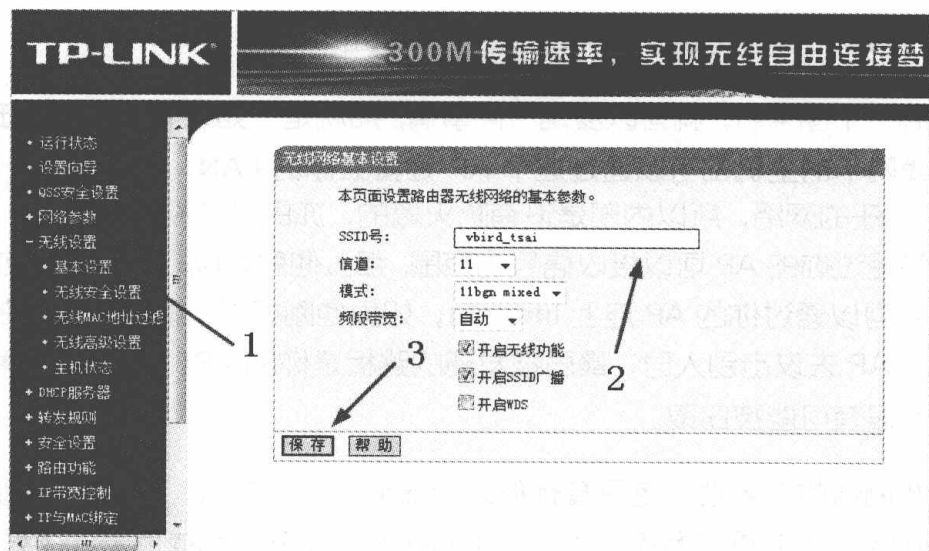 TP-LINK
300M 传输速率，实现无线自由连接梦
• 运行状态
• 设置向导
• QSS安全设置
+ 网络参数
- 无线设置
• 基本设置
• 无线安全设置
• 无线MAC地址过滤
• 无线高级设置
• 主机状态
+ DHCP服务器
+ 转发规则
+ 安全设置
+ 路由功能
• IP带宽控制
+ IP与MAC绑定
无线网络基本设置
本页面设置路由器无线网络的基本参数。
SSID号： vbird_tsai
信道： 11
模式： 11bgn mixed
频段带宽： 自动
开启无线功能
开启SSID广播
开启WDS
保存 帮助
1
2
3